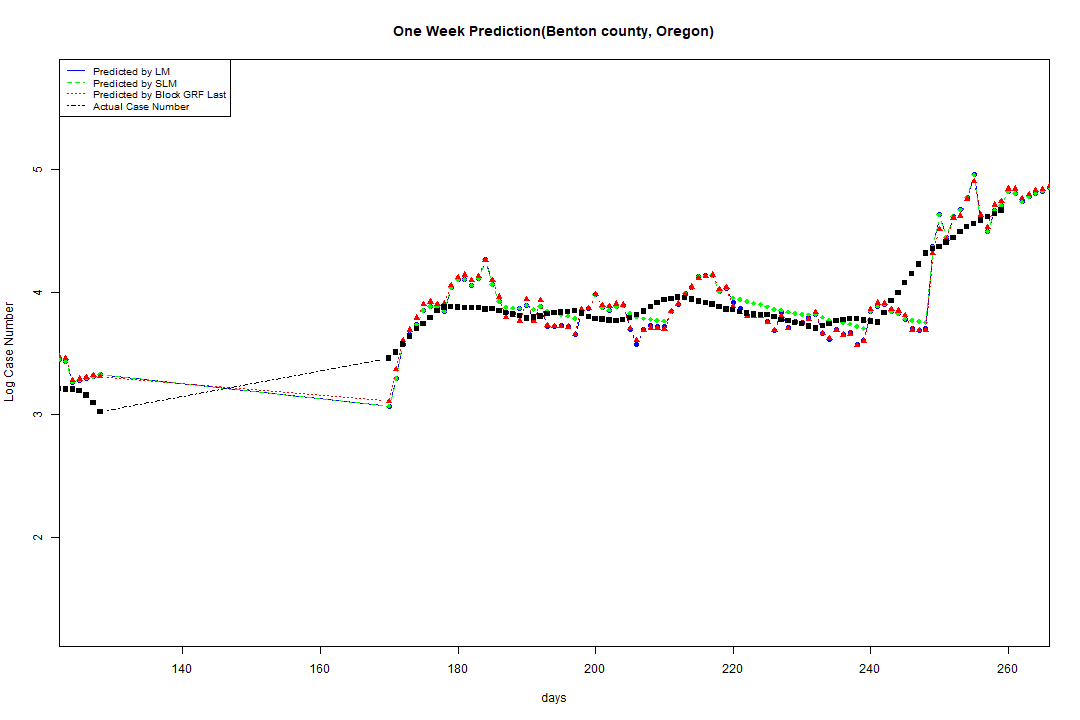 One Week Prediction(Benton county, Oregon)
Predicted by LM
Predicted by SLM
Predicted by Block GRF Last
Actual Case Number
Log Case Number
5
4
3
2
140 160 180 200 220 240 260
days